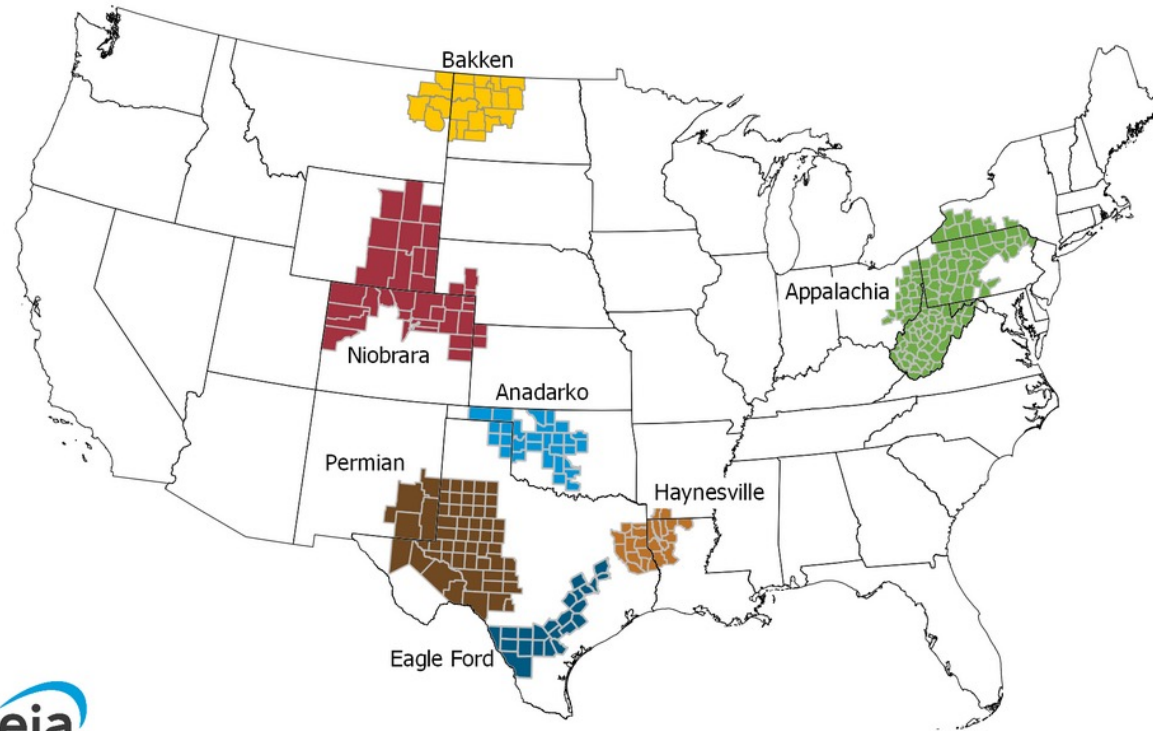 Bakken
Appalachia
Niobrara
Anadarko
Permian
Haynesville
Eagle Ford
eia